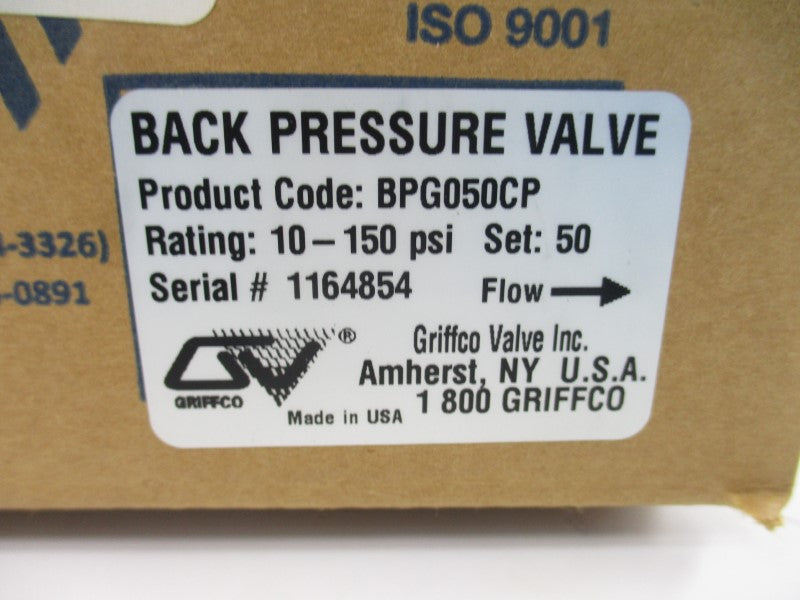 ISO 9001
BACK PRESSURE VALVE
Product Code: BPG050CP
-3326)
Rating: 10 – 150 psi Set: 50
-0891
Serial # 1164854 Flow
®
GRIFFCO
Griffco Valve Inc.
Amherst, NY U.S.A.
Made in USA
1 800 GRIFFCO